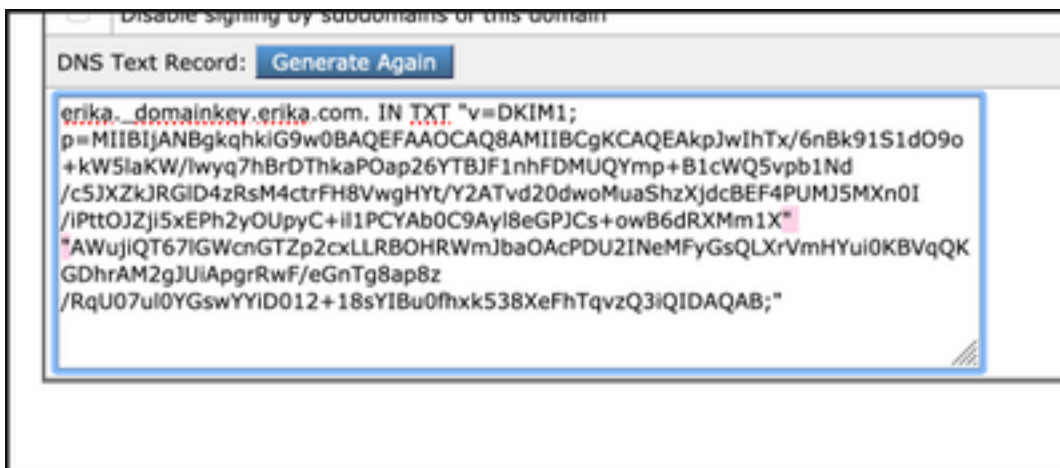 Disable signing by subdomains of this domain
DNS Text Record: Generate Again
erika._domainkey.erika.com. IN TXT "v=DKIM1;
p=MIIBIjANBgkqhkiG9w0BAQEFAAOCAQ8AMIIBCgKCAQEAkpJwIhTx/6nBk91S1dO9o
+kW5laKW/lwyq7hBrDThkaPOap26YTBJF1nhFDMUQYmp+B1cWQ5vpb1Nd
/c5JXZkJRGlD4zRsM4ctrFH8VwgHYt/Y2ATvd20dwoMuaShzXjdcBEF4PUMJ5MXn0I
/iPttOJZJi5xEPh2yOUpyC+il1PCYAb0C9Ayl8eGPJCs+owB6dRXMm1X"
"AWujiQT67lGWcnGTZp2cxLLRBOHRWmJbaOAcPDU2INeMFyGsQLXrVmHYui0KBVqQK
GDhrAM2gJUiApgrRwF/eGnTg8ap8z
/RqU07ul0YGswYYiD012+18sYIBu0fhxk538XeFhTqvzQ3iQIDAQAB;"